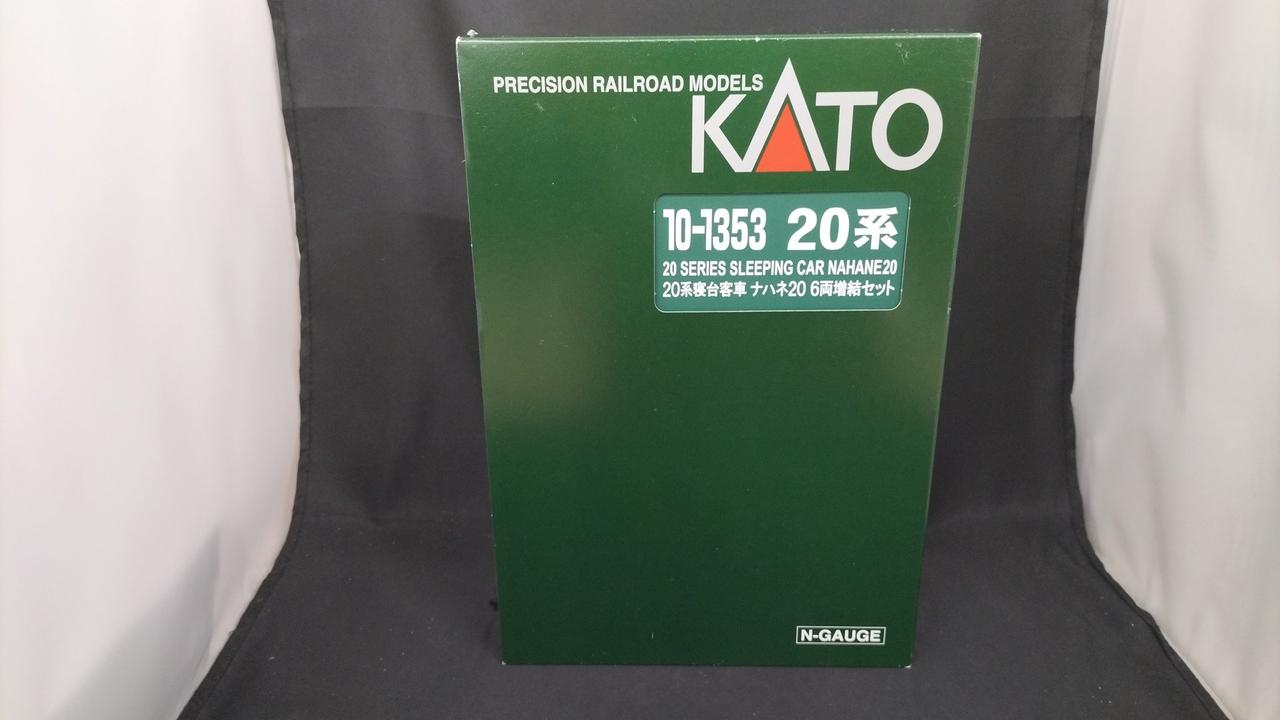 PRECISION RAILROAD MODELS
KATO
10-1353 20系
20 SERIES SLEEPING CAR NAHANE20
20系寝台客車 ナハネ20 6両増結セット
N-GAUGE